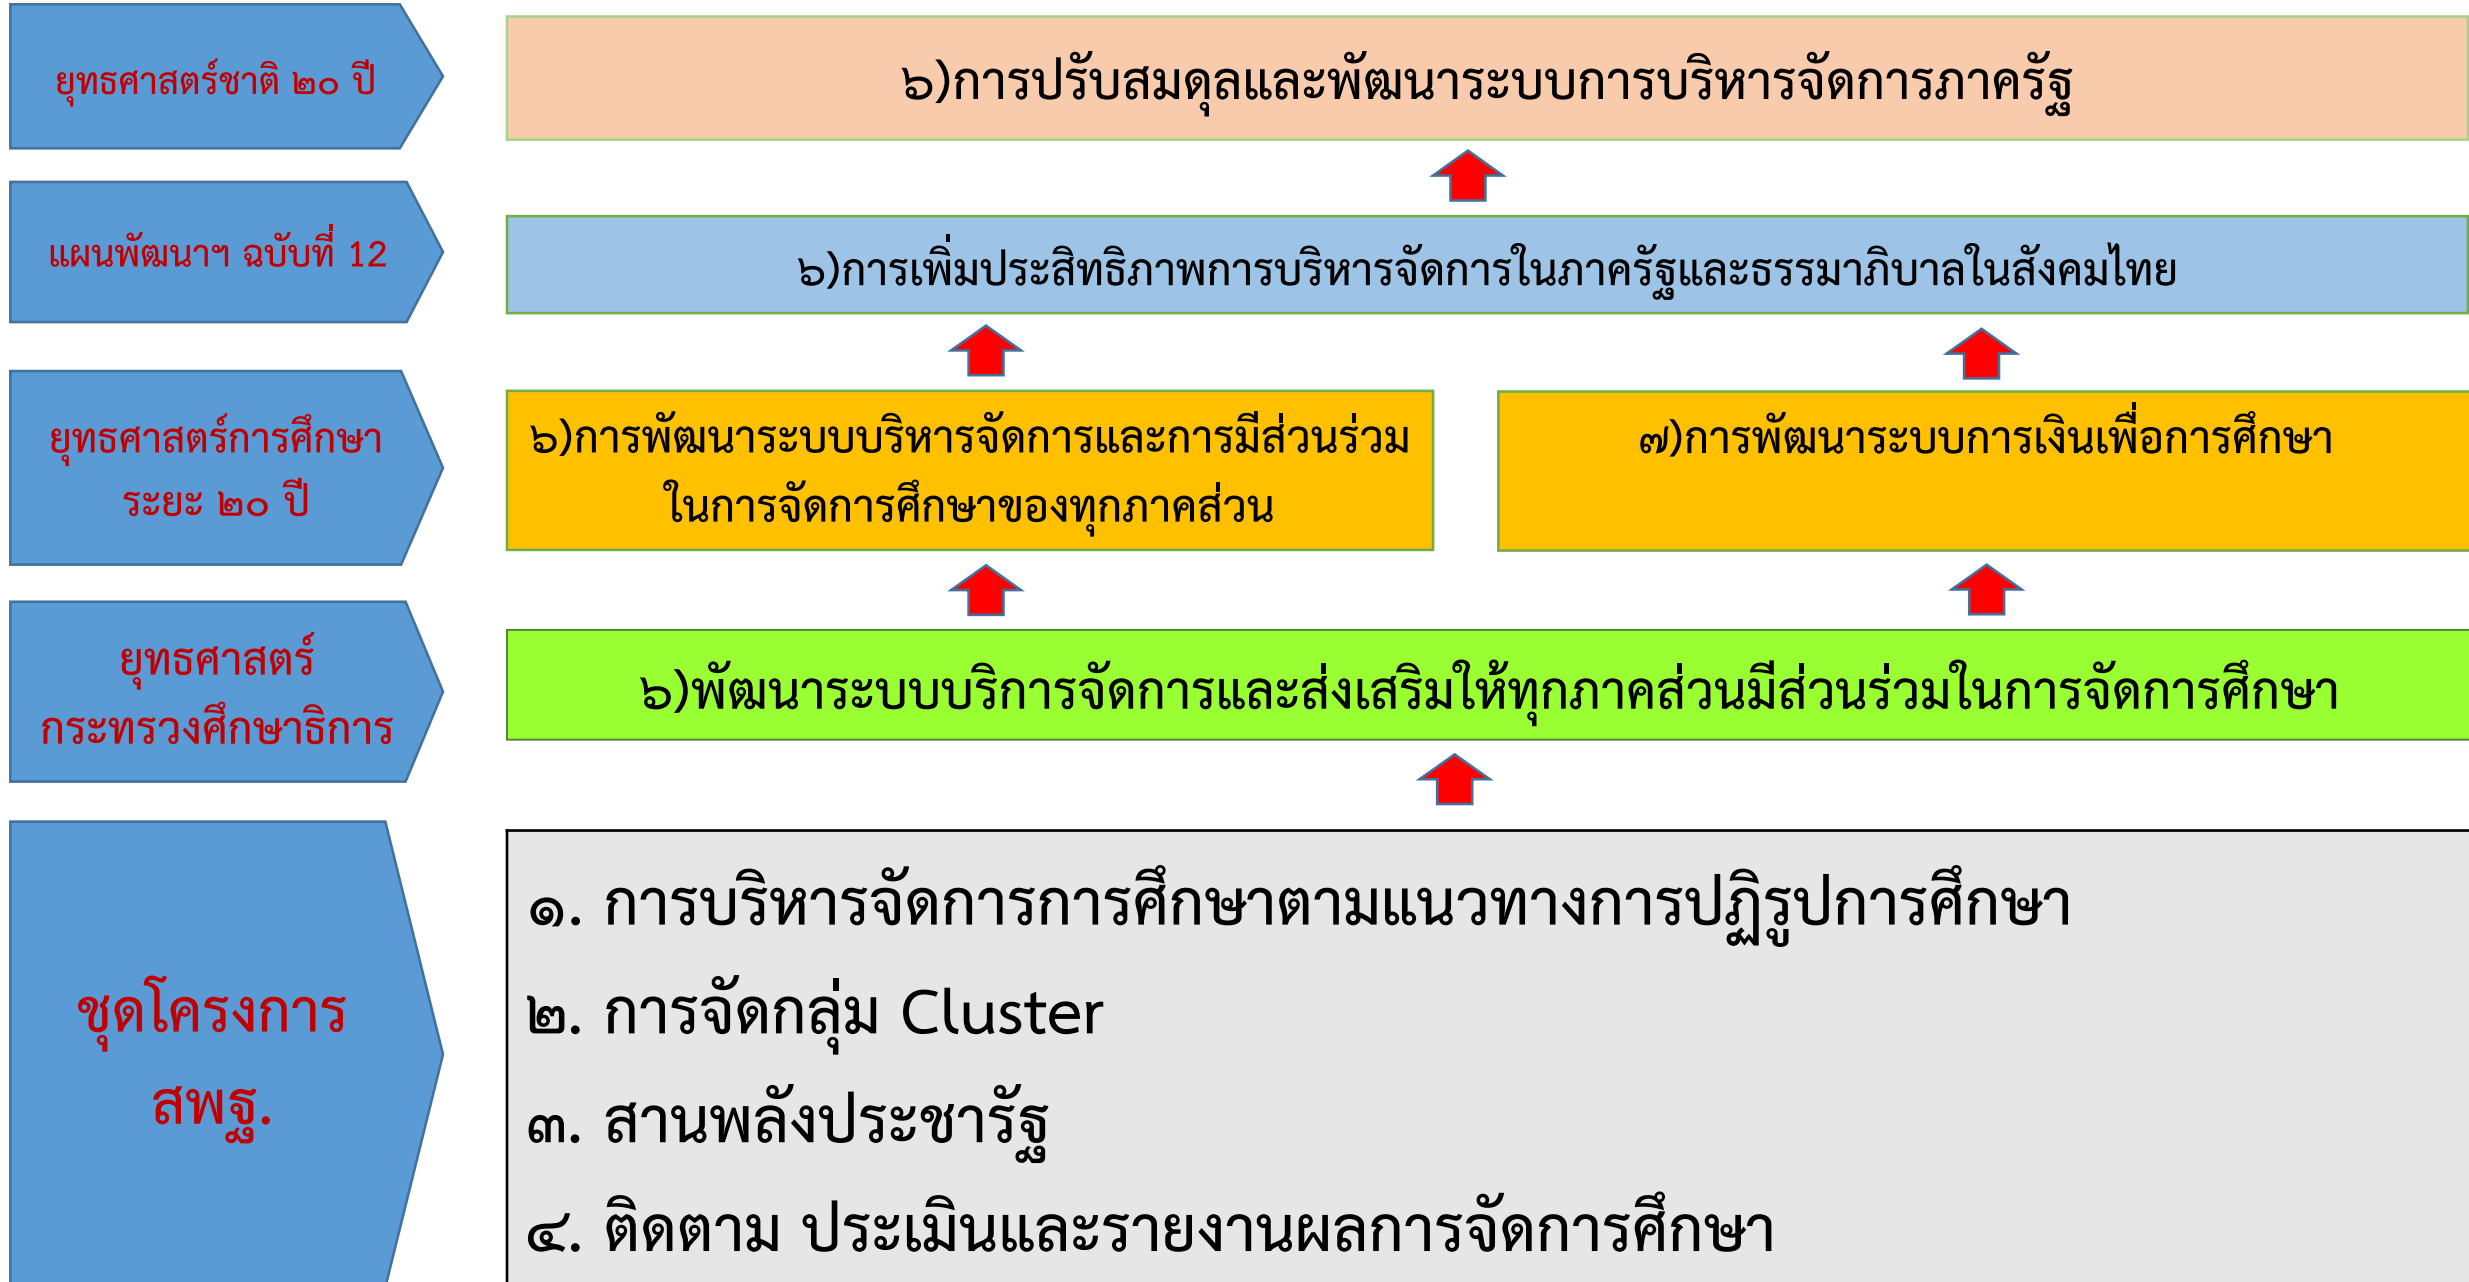 ยุทธศาสตร์ชาติ ๒๐ ปี
๖)การปรับสมดุลและพัฒนาระบบการบริหารจัดการภาครัฐ
แผนพัฒนาฯ ฉบับที่ 12
๖)การเพิ่มประสิทธิภาพการบริหารจัดการในภาครัฐและธรรมาภิบาลในสังคมไทย
ยุทธศาสตร์การศึกษา
ระยะ ๒๐ ปี
๖)การพัฒนาระบบบริหารจัดการและการมีส่วนร่วม
ในการจัดการศึกษาของทุกภาคส่วน
๗)การพัฒนาระบบการเงินเพื่อการศึกษา
ยุทธศาสตร์
กระทรวงศึกษาธิการ
๖)พัฒนาระบบบริการจัดการและส่งเสริมให้ทุกภาคส่วนมีส่วนร่วมในการจัดการศึกษา
ชุดโครงการ
สพฐ.
๑. การบริหารจัดการการศึกษาตามแนวทางการปฏิรูปการศึกษา
๒. การจัดกลุ่ม Cluster
๓. สานพลังประชารัฐ
๔. ติดตาม ประเมินและรายงานผลการจัดการศึกษา